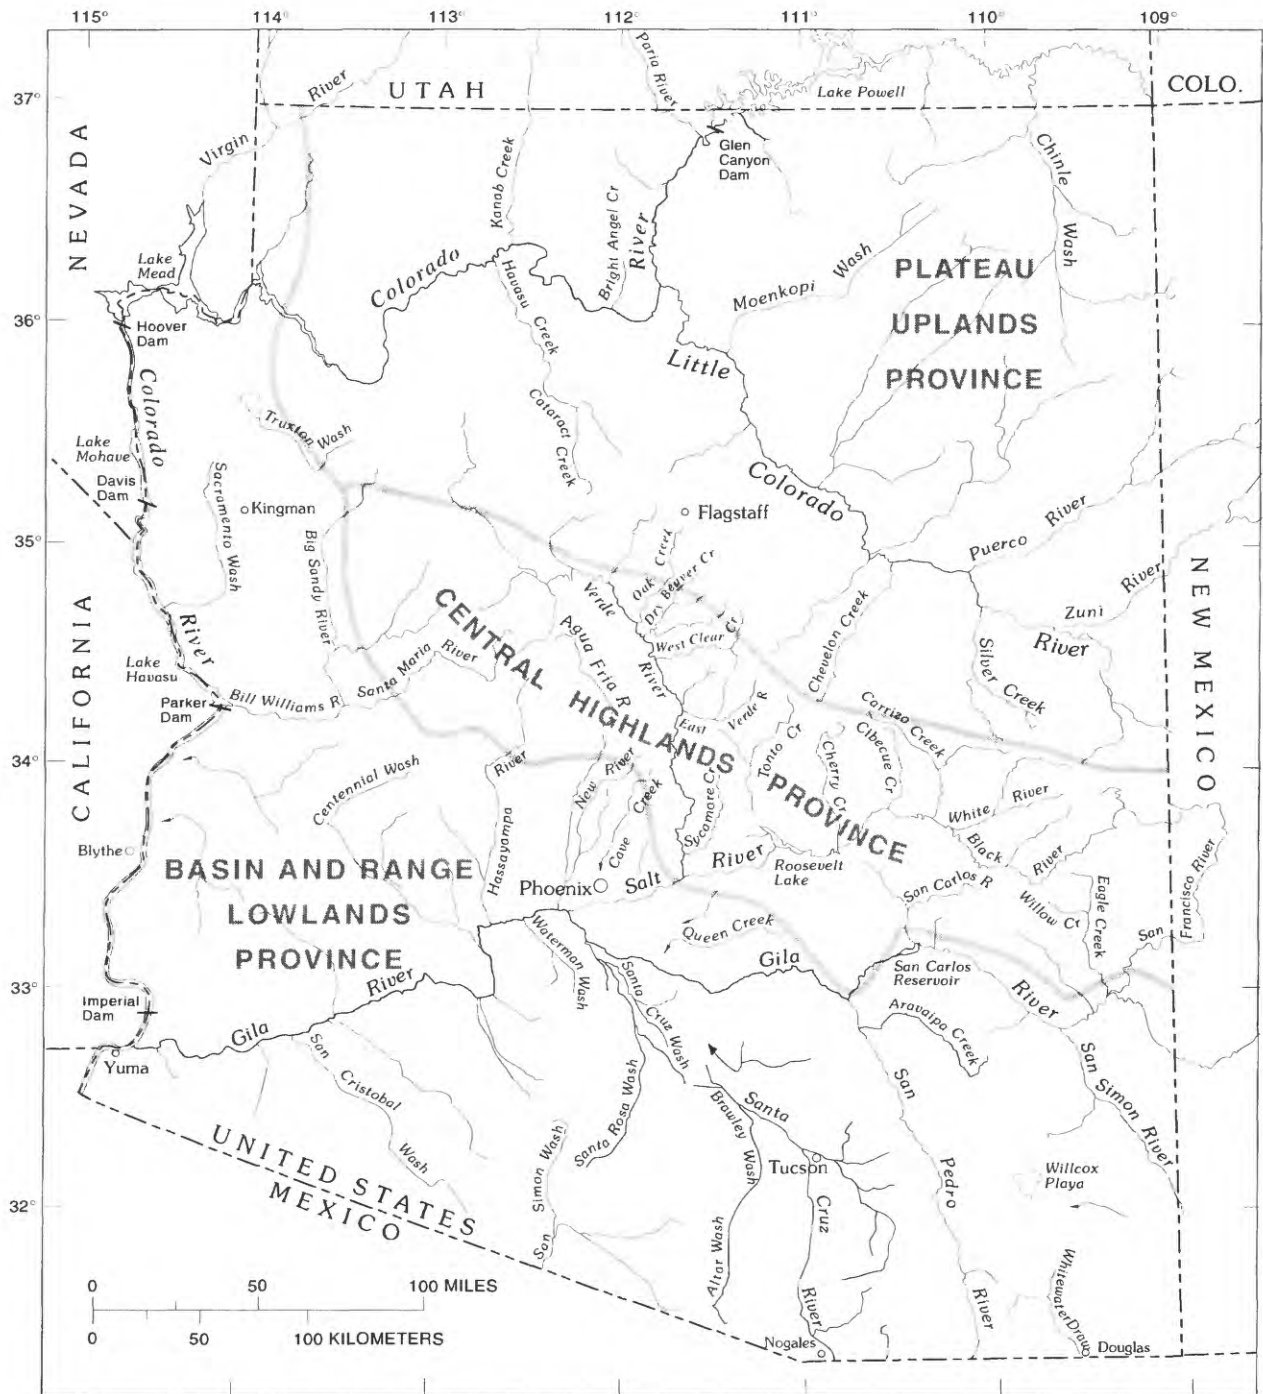 115° 114° 113° 112° 111° 110° 109°
37°
36°
35°
34°
33°
32°
UTAH
COLO.
NEVADA
CALIFORNIA
NEW MEXICO
UNITED STATES
MEXICO
Paria River
Lake Powell
Glen
Canyon
Dam
Virgin River
Kanab Creek
Bright Angel Cr
Chinle Wash
Moenkopi Wash
Lake
Mead
Hoover
Dam
Colorado River
Havasu Creek
Cataract Creek
PLATEAU
UPLANDS
PROVINCE
Little Colorado River
Colorado River
Lake
Mohave
Davis
Dam
Truxton Wash
Sacramento Wash
Kingman
Big Sandy River
Flagstaff
Puerco River
Zuni River
Silver Creek
Chevelon Creek
Oak Creek
Dry Beaver Cr
West Clear Cr
Verde River
Agua Fria R
CENTRAL HIGHLANDS PROVINCE
Lake
Havasu
Parker
Dam
Bill Williams R
Santa Maria River
East Verde R
Tonto Cr
Cherry Cr
Cibecue Cr
Carrizo Creek
White River
Black River
Centennial Wash
Hassayampa River
New River
Cave Creek
Sycamore Cr
Blythe
BASIN AND RANGE
LOWLANDS
PROVINCE
Phoenix
Salt River
Roosevelt
Lake
San Carlos R
Willow Cr
Eagle Creek
San Francisco River
Queen Creek
Waterman Wash
Gila River
San Carlos
Reservoir
Imperial
Dam
Gila River
Yuma
San Cristobal Wash
Santa Cruz Wash
Santa Rosa Wash
Aravaipa Creek
San Simon River
San Simon Wash
Brawley Wash
Altar Wash
Santa Cruz River
Tucson
San Pedro River
Willcox
Playa
Whitewater Draw
Nogales
Douglas
0 50 100 MILES
0 50 100 KILOMETERS